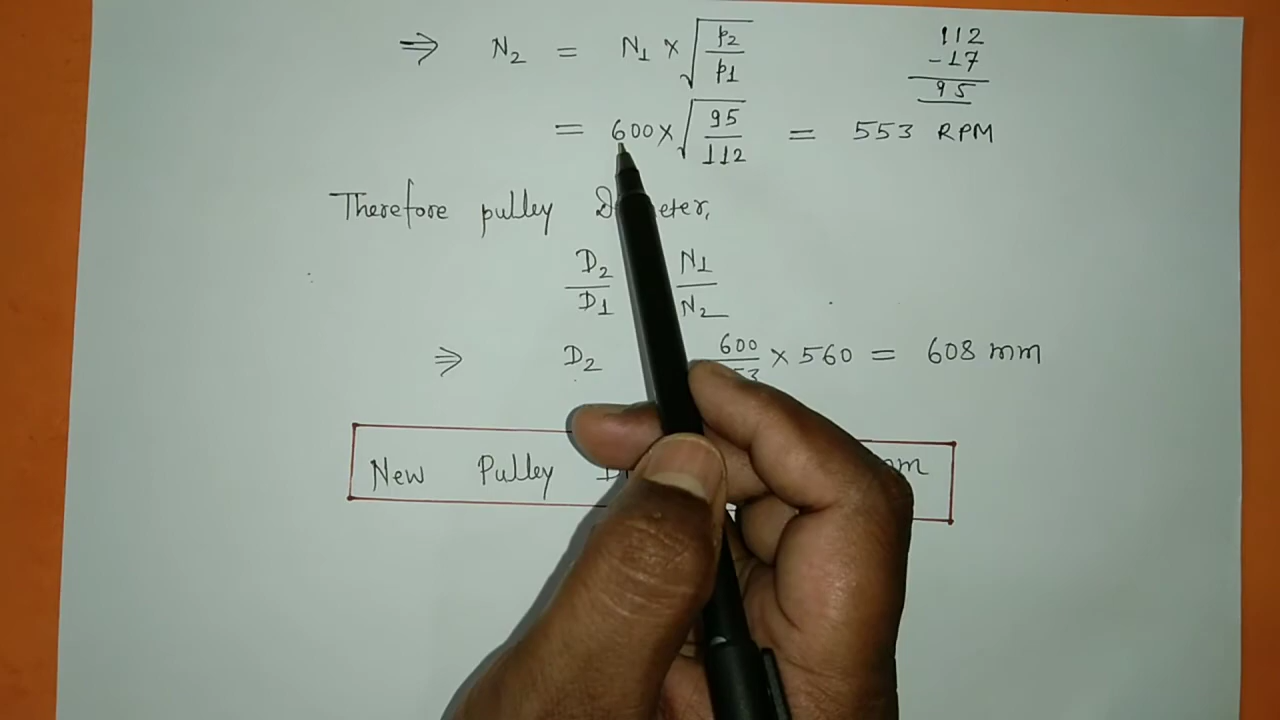 ⇒ N₂ = N₁ × √(p₂/p₁)
112
-17
95
= 600 × √(95/112) = 553 RPM
Therefore pulley
D₂/D₁ N₁/N₂
⇒ D₂ 600 × 560 = 608 mm
New Pulley